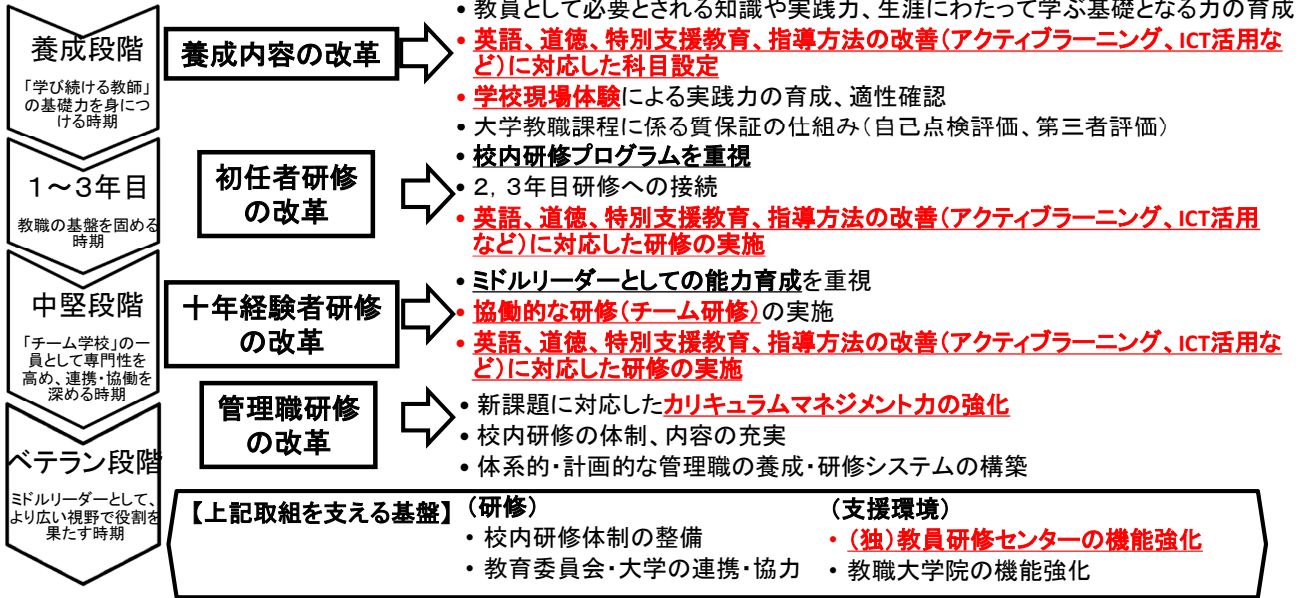 ・教員として必要とされる知識や実践力、生涯にわたって学ぶ基礎となる力の育成
養成段階
「学び続ける教師」
の基礎力を身につ
ける時期
養成内容の改革
・英語、道徳、特別支援教育、指導方法の改善(アクティブラーニング、ICT活用な
ど)に対応した科目設定
・学校現場体験による実践力の育成、適性確認
・大学教職課程に係る質保証の仕組み(自己点検評価、第三者評価)
1～3年目
教職の基盤を固める
時期
初任者研修
の改革
・校内研修プログラムを重視
・2, 3年目研修への接続
・英語、道徳、特別支援教育、指導方法の改善(アクティブラーニング、ICT活用
など)に対応した研修の実施
中堅段階
「チーム学校」の一
員として専門性を
高め、連携・協働を
深める時期
十年経験者研修
の改革
・ミドルリーダーとしての能力育成を重視
・協働的な研修(チーム研修)の実施
・英語、道徳、特別支援教育、指導方法の改善(アクティブラーニング、ICT活用な
ど)に対応した研修の実施
管理職研修
の改革
・新課題に対応したカリキュラムマネジメント力の強化
・校内研修の体制、内容の充実
・体系的・計画的な管理職の養成・研修システムの構築
ベテラン段階
ミドルリーダーとして、
より広い視野で役割を
果たす時期
【上記取組を支える基盤】
(研修)
・校内研修体制の整備
・教育委員会・大学の連携・協力
(支援環境)
・(独)教員研修センターの機能強化
・教職大学院の機能強化